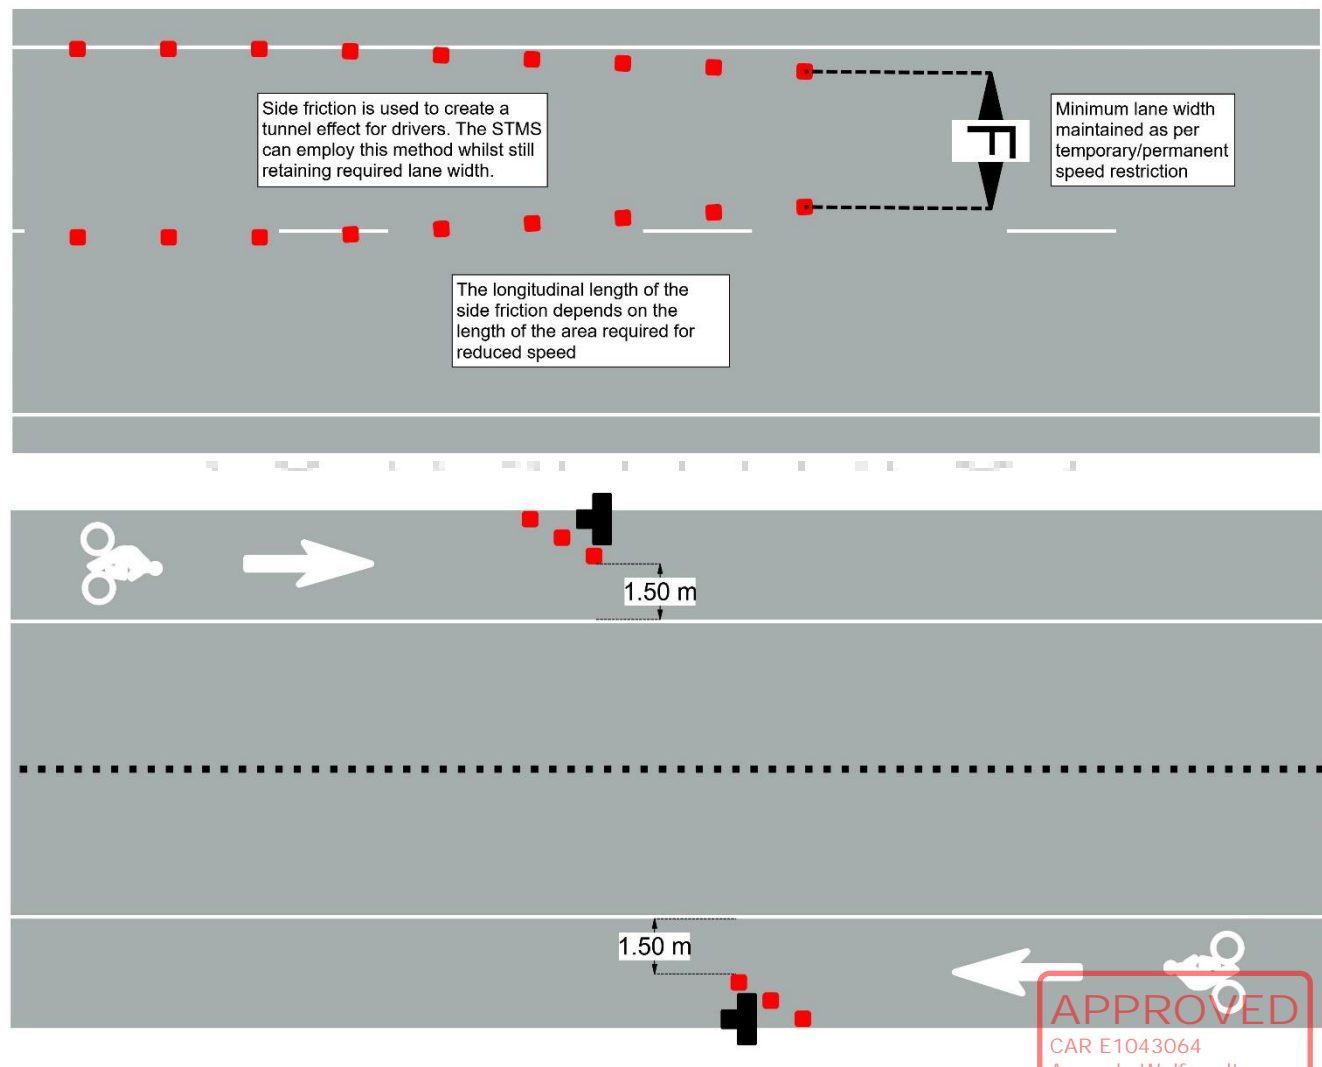 Side friction is used to create a
tunnel effect for drivers. The STMS
can employ this method whilst still
retaining required lane width.
F
Minimum lane width
maintained as per
temporary/permanent
speed restriction
The longitudinal length of the
side friction depends on the
length of the area required for
reduced speed
1.50 m
1.50 m
APPROVED
CAR E1043064